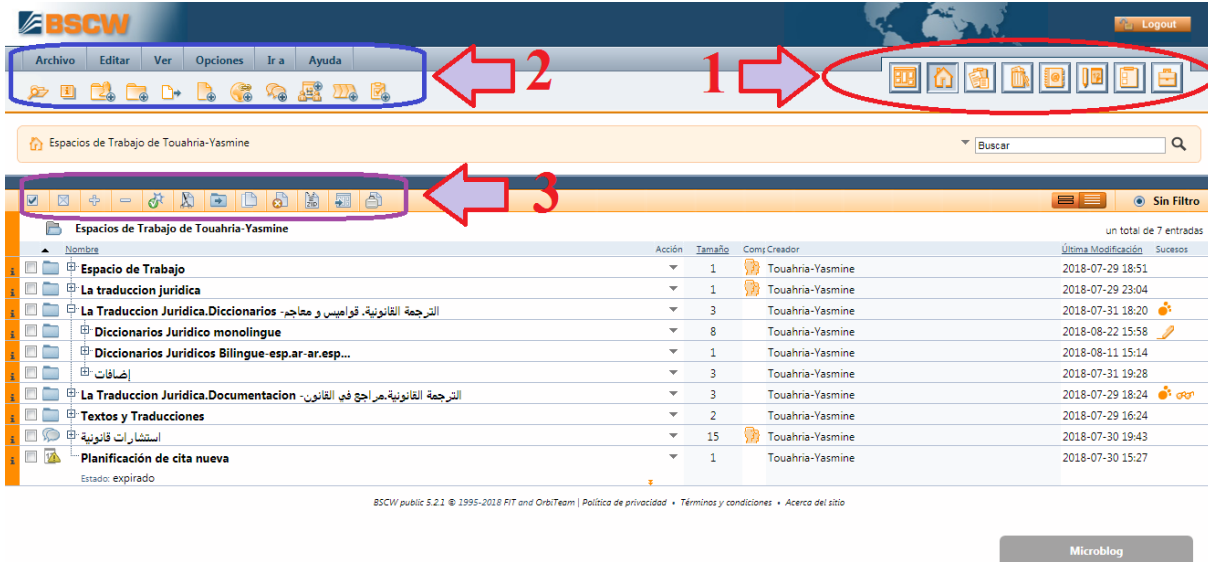 BSCW
Logout
Archivo Editar Ver Opciones Ir a Ayuda
2
1
Espacios de Trabajo de Touahria-Yasmine
Buscar
3
ZIP
Sin Filtro
Espacios de Trabajo de Touahria-Yasmine
un total de 7 entradas
Nombre Acción Tamaño Comp Creador Última Modificación Sucesos
Espacio de Trabajo 1 Touahria-Yasmine 2018-07-29 18:51
La traduccion juridica 1 Touahria-Yasmine 2018-07-29 23:04
La Traduccion Juridica.Diccionarios -الترجمة القانونية. قواميس و معاجم 3 Touahria-Yasmine 2018-07-31 18:20
Diccionarios Juridico monolingue 8 Touahria-Yasmine 2018-08-22 15:58
Diccionarios Juridicos Bilingue-esp.ar-ar.esp... 1 Touahria-Yasmine 2018-08-11 15:14
إضافات 3 Touahria-Yasmine 2018-07-31 19:28
La Traduccion Juridica.Documentacion -الترجمة القانونية.مراجع في القانون 3 Touahria-Yasmine 2018-07-29 18:24
Textos y Traducciones 2 Touahria-Yasmine 2018-07-29 16:24
استشارات قانونية 15 Touahria-Yasmine 2018-07-30 19:43
Planificación de cita nueva 1 Touahria-Yasmine 2018-07-30 15:27
Estado: expirado
BSCW public 5.2.1 © 1995-2018 FIT and OrbiTeam | Política de privacidad • Términos y condiciones • Acerca del sitio
Microblog